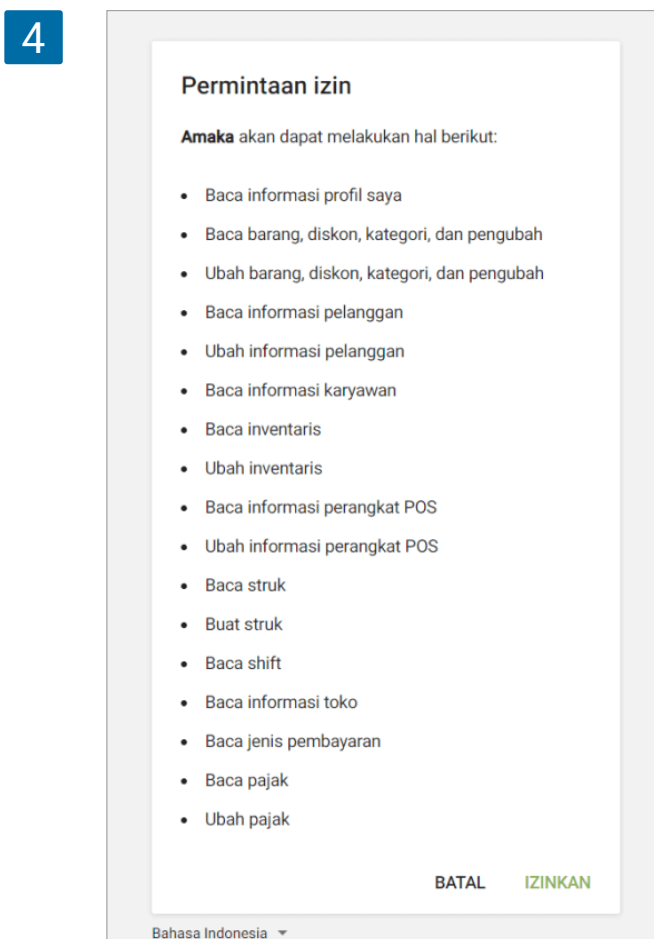 4
Permintaan izin
Amaka akan dapat melakukan hal berikut:
• Baca informasi profil saya
• Baca barang, diskon, kategori, dan pengubah
• Ubah barang, diskon, kategori, dan pengubah
• Baca informasi pelanggan
• Ubah informasi pelanggan
• Baca informasi karyawan
• Baca inventaris
• Ubah inventaris
• Baca informasi perangkat POS
• Ubah informasi perangkat POS
• Baca struk
• Buat struk
• Baca shift
• Baca informasi toko
• Baca jenis pembayaran
• Baca pajak
• Ubah pajak
BATAL IZINKAN
Bahasa Indonesia